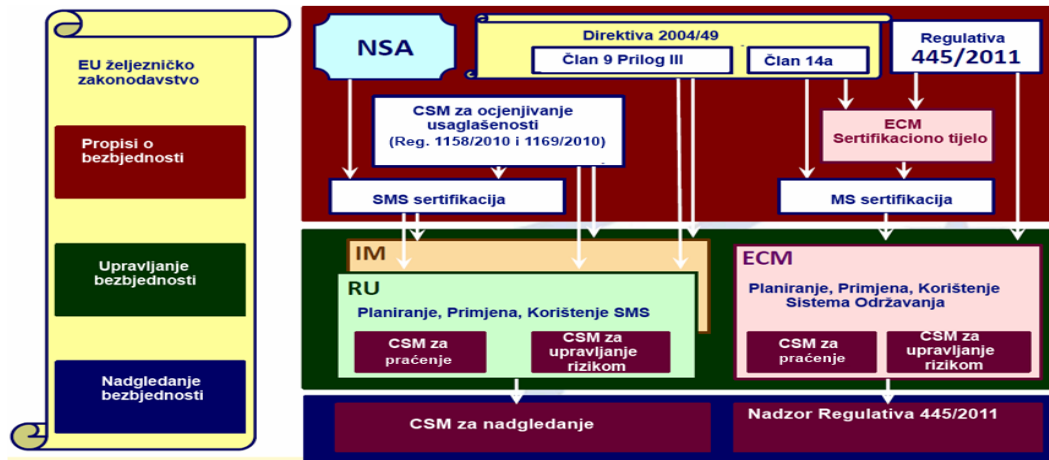 EU željezničko
zakonodavstvo
Propisi o
bezbjednosti
Upravljanje
bezbjednosti
Nadgledanje
bezbjednosti
NSA
Direktiva 2004/49
Član 9 Prilog III
Član 14a
Regulativa
445/2011
CSM za ocjenjivanje
usaglašenosti
(Reg. 1158/2010 i 1169/2010)
ECM
Sertifikaciono tijelo
SMS sertifikacija
MS sertifikacija
IM
RU
Planiranje, Primjena, Korištenje SMS
CSM za
praćenje
CSM za
upravljanje
rizikom
ECM
Planiranje, Primjena, Korištenje
Sistema Održavanja
CSM za
praćenje
CSM za
upravljanje
rizikom
CSM za nadgledanje
Nadzor Regulativa 445/2011